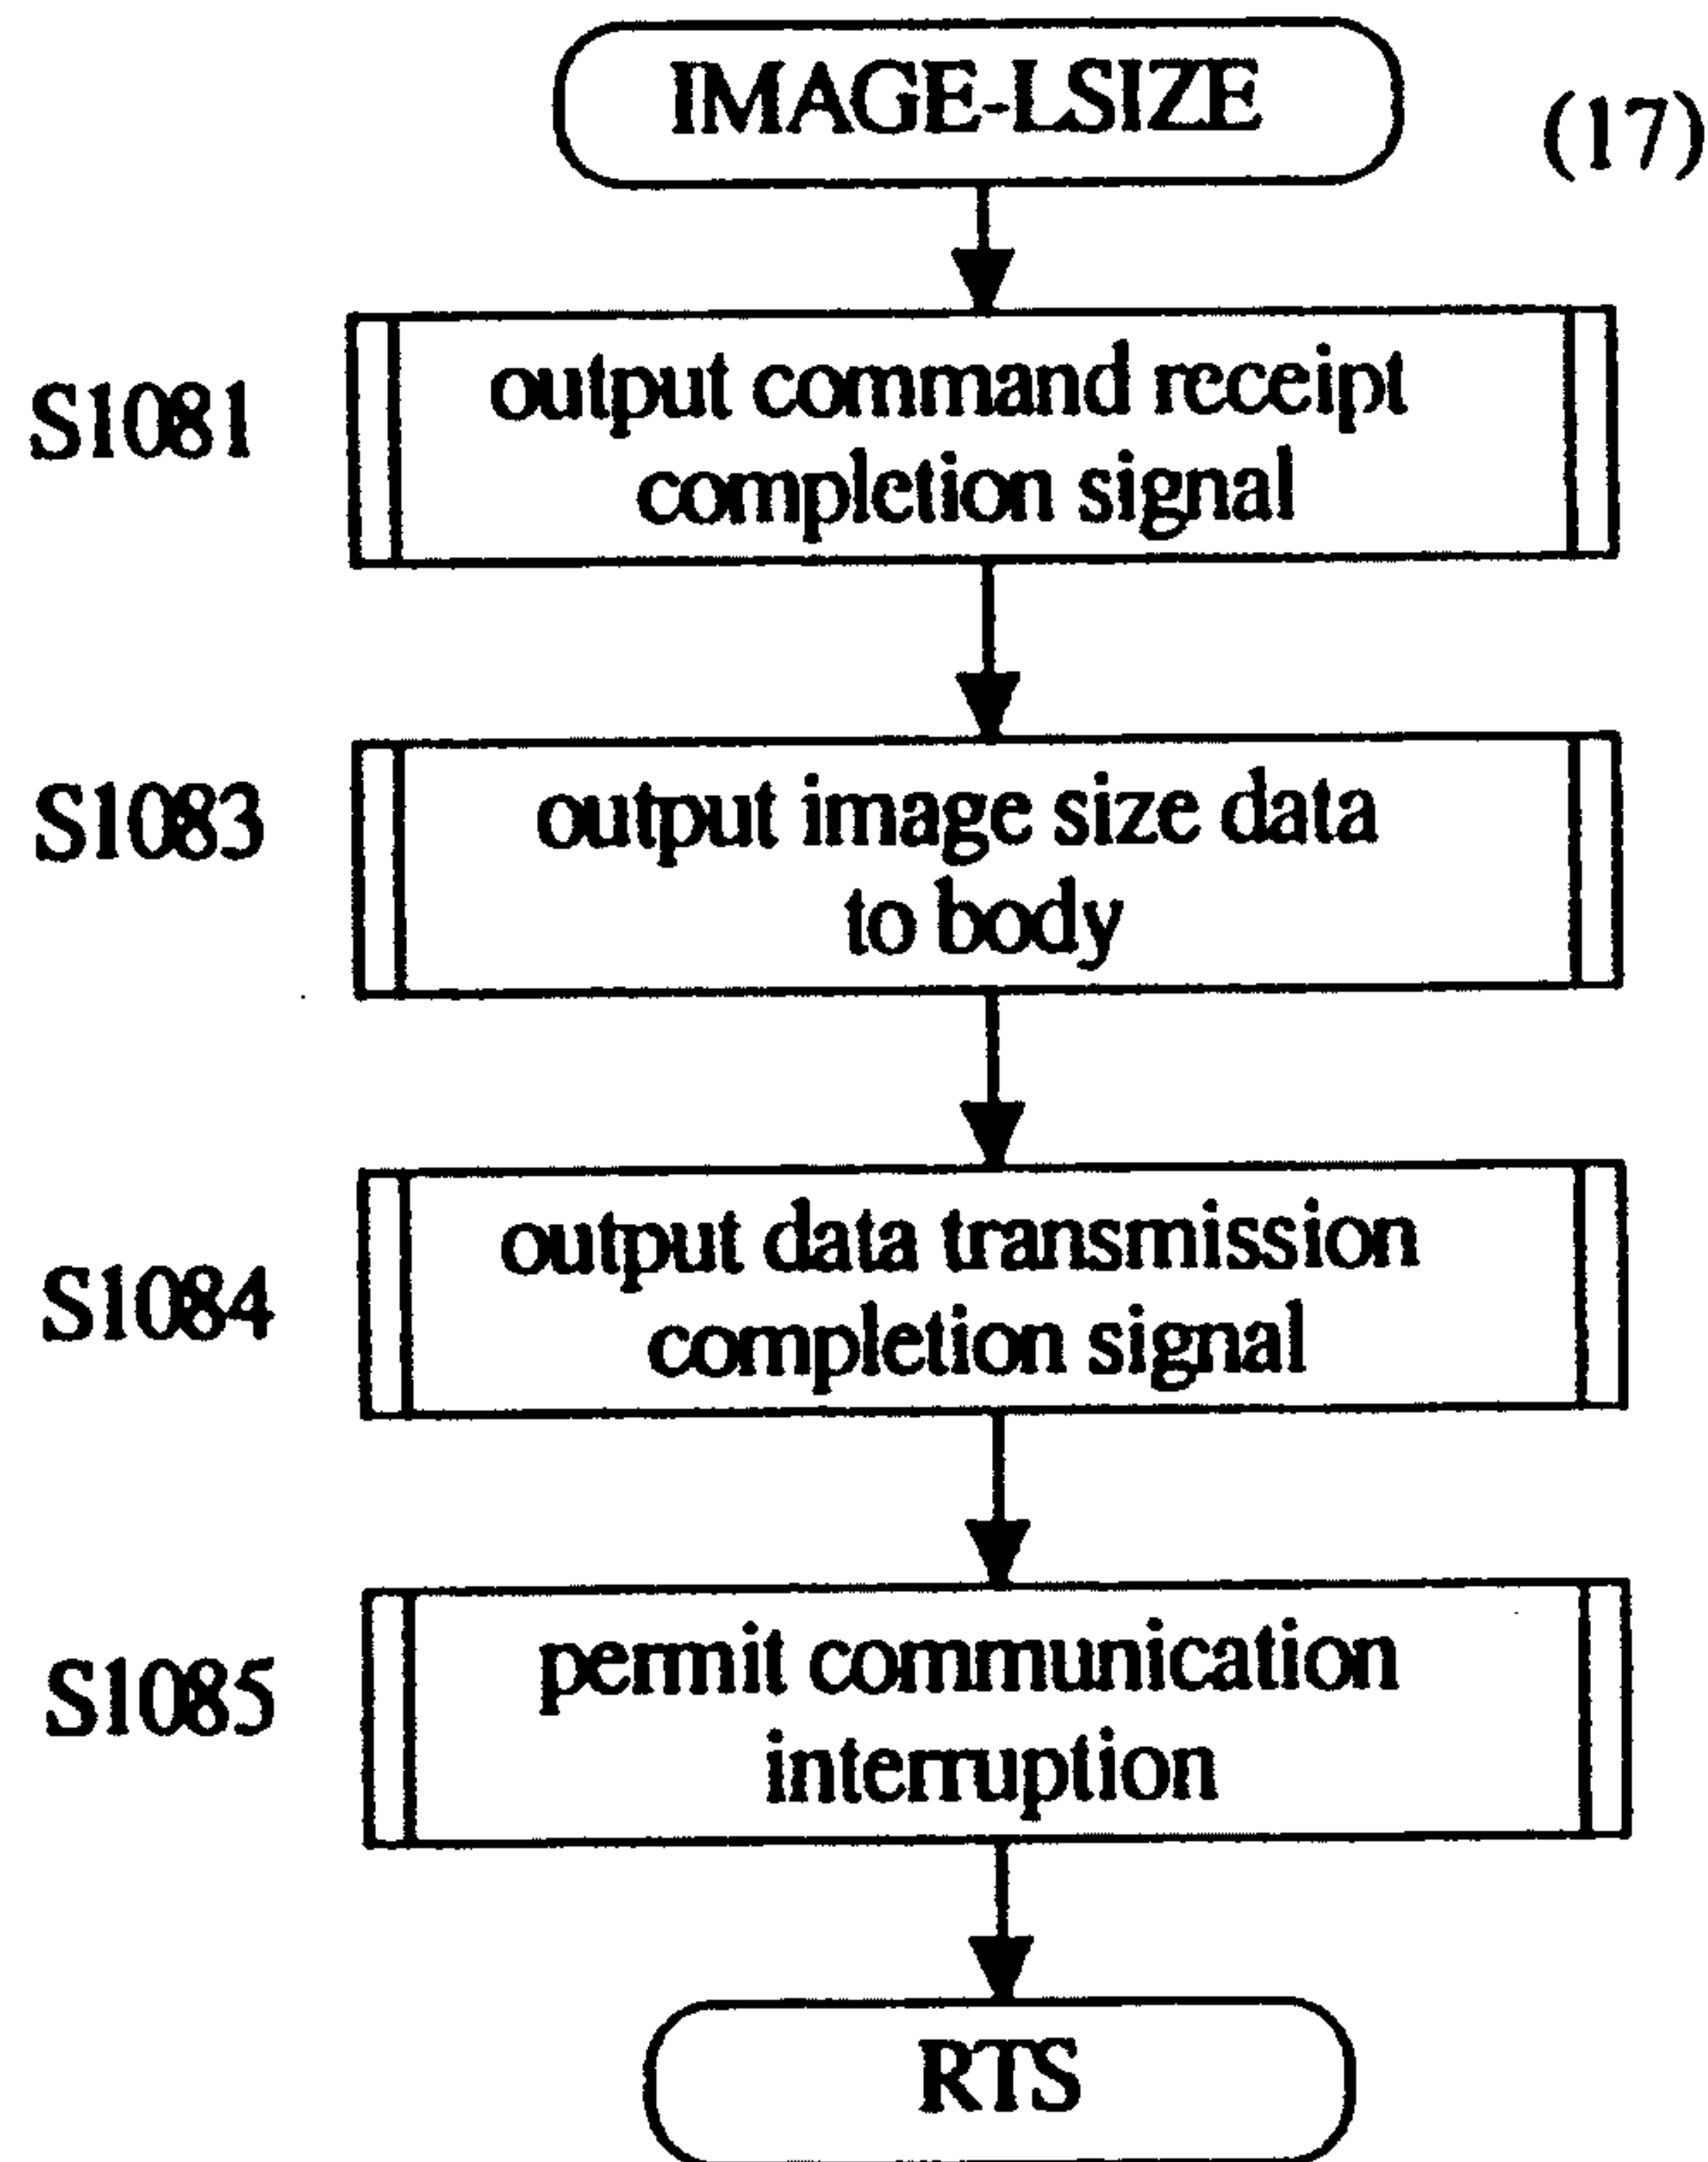 IMAGE-LSIZE
(17)
S1081
output command receipt
completion signal
S1083
output image size data
to body
S1084
output data transmission
completion signal
S1085
permit communication
interruption
RTS